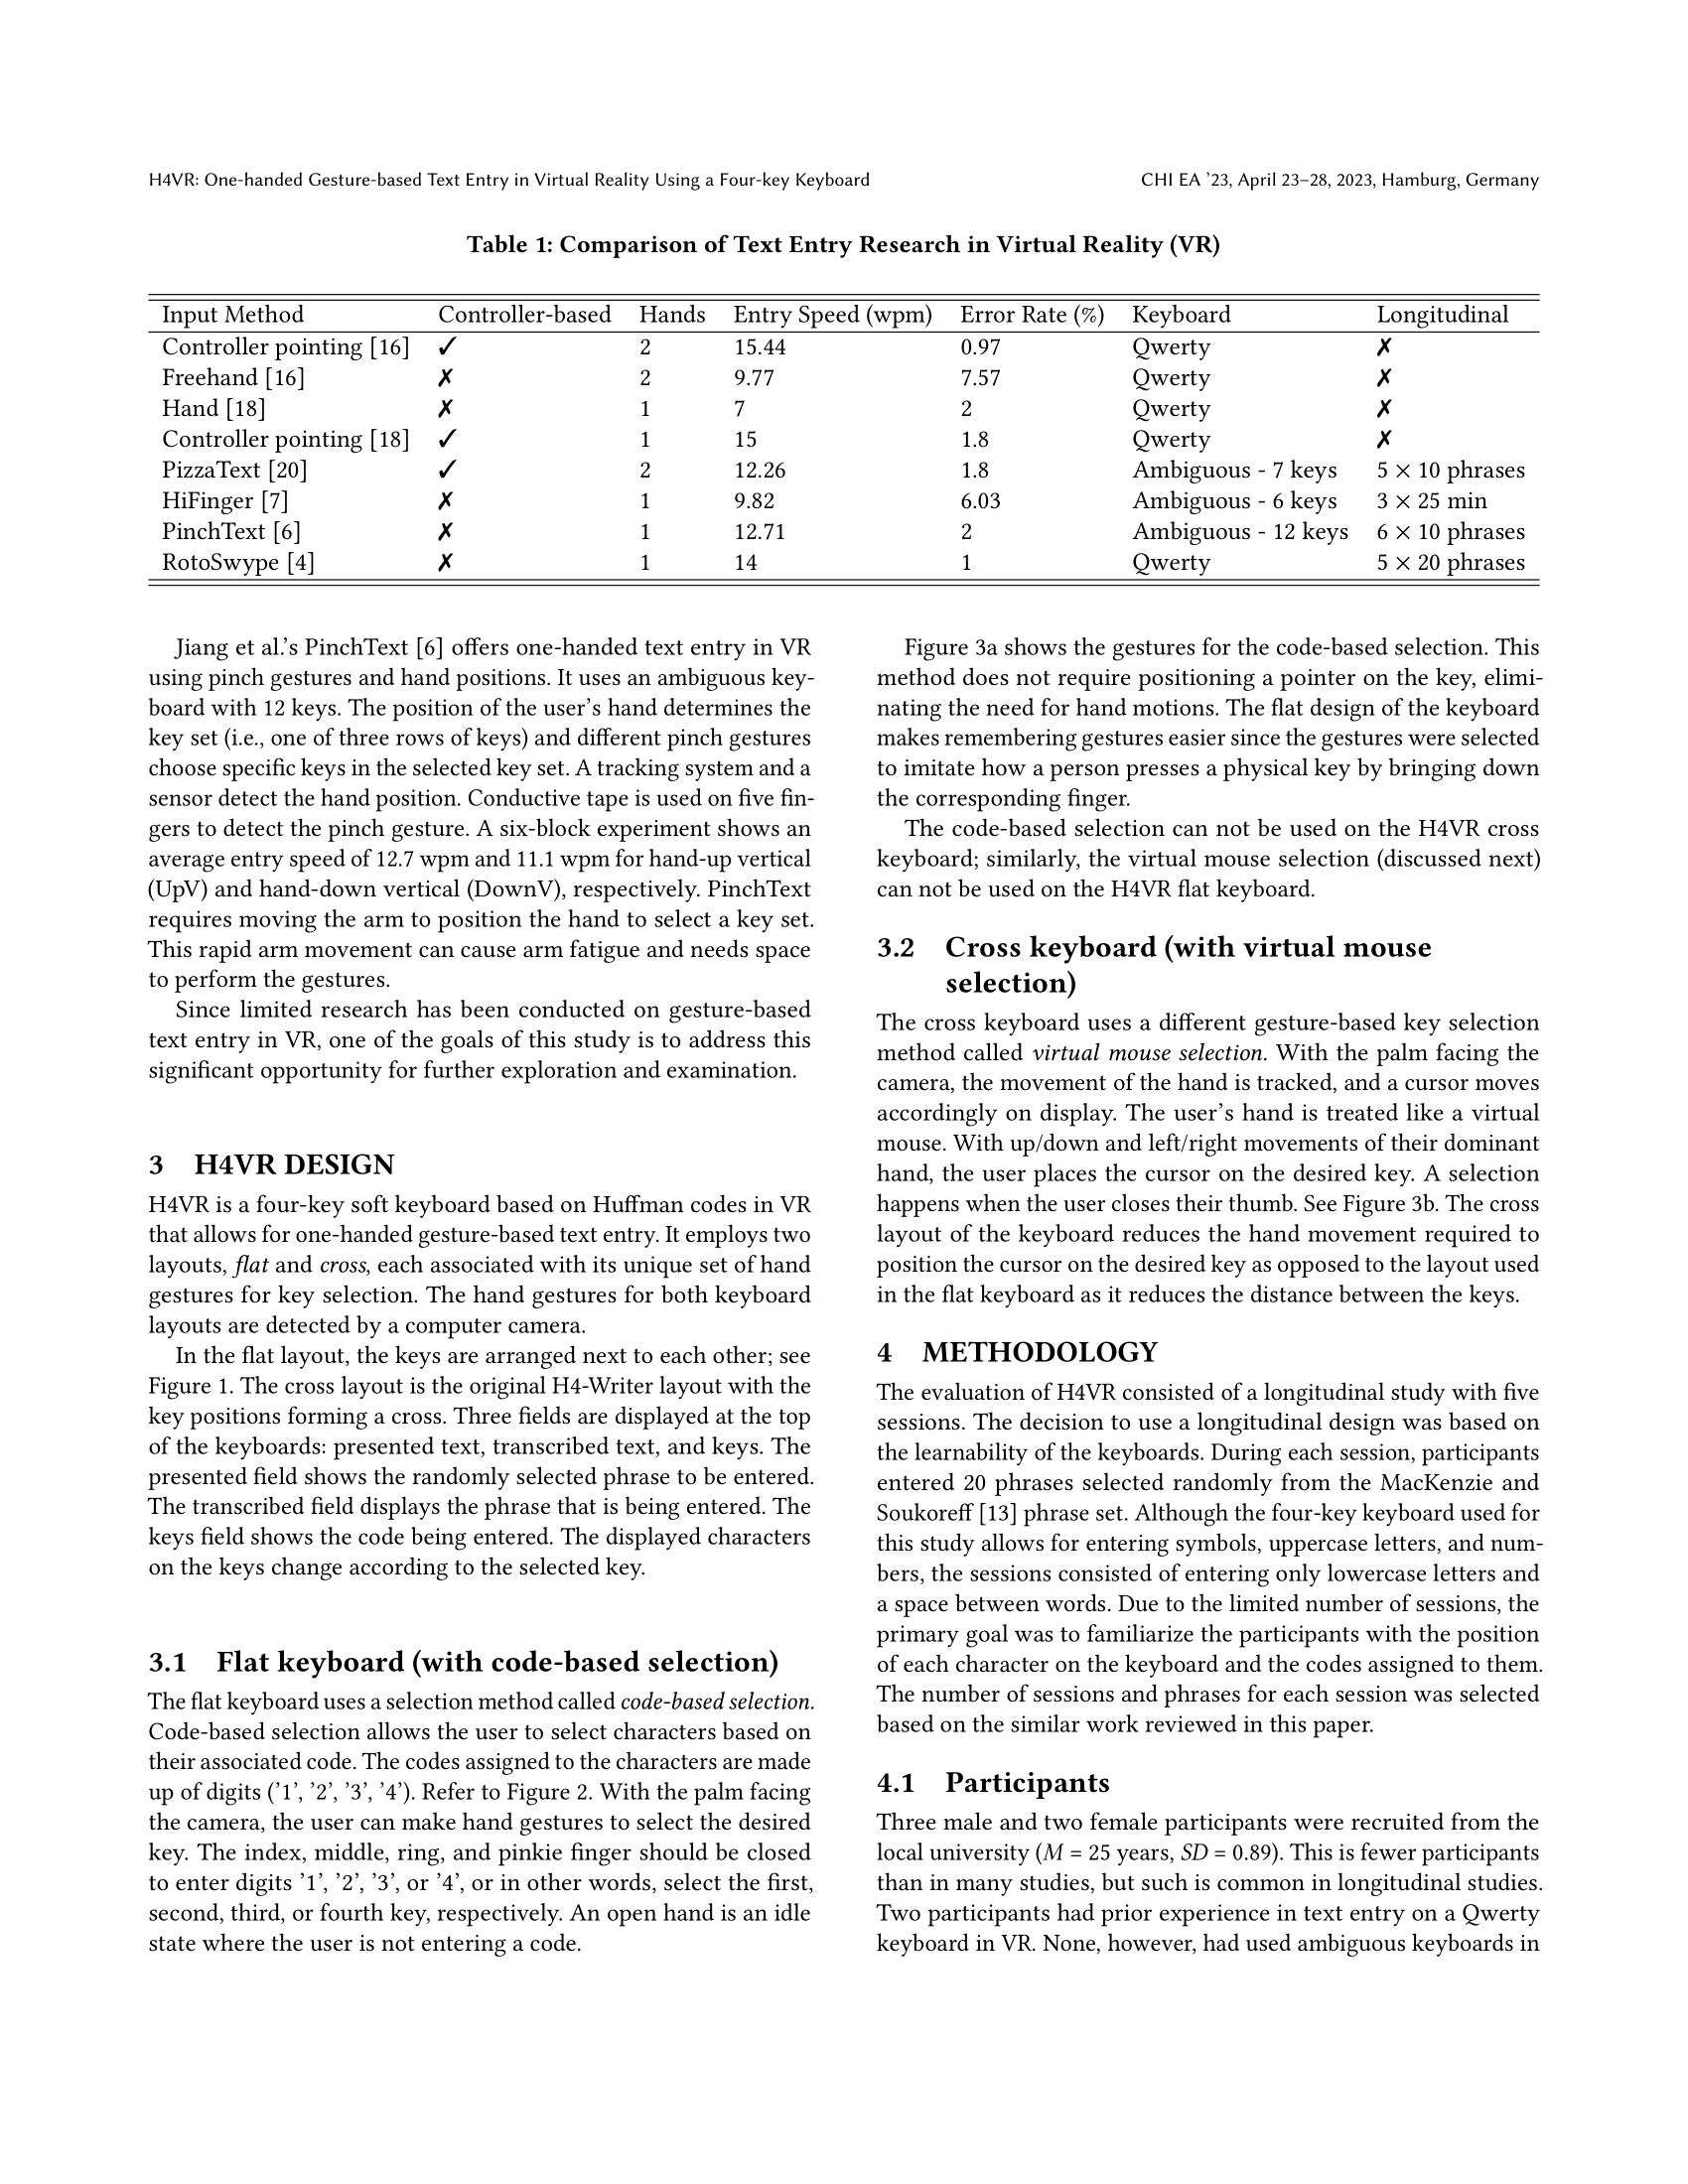 H4VR: One-handed Gesture-based Text Entry in Virtual Reality Using a Four-key Keyboard
CHI EA ’23, April 23–28, 2023, Hamburg, Germany
Table 1: Comparison of Text Entry Research in Virtual Reality (VR)
Input Method Controller-based Hands Entry Speed (wpm) Error Rate (%) Keyboard Longitudinal
Controller pointing [16] ✓ 2 15.44 0.97 Qwerty ✗
Freehand [16] ✗ 2 9.77 7.57 Qwerty ✗
Hand [18] ✗ 1 7 2 Qwerty ✗
Controller pointing [18] ✓ 1 15 1.8 Qwerty ✗
PizzaText [20] ✓ 2 12.26 1.8 Ambiguous - 7 keys 5 × 10 phrases
HiFinger [7] ✗ 1 9.82 6.03 Ambiguous - 6 keys 3 × 25 min
PinchText [6] ✗ 1 12.71 2 Ambiguous - 12 keys 6 × 10 phrases
RotoSwype [4] ✗ 1 14 1 Qwerty 5 × 20 phrases
Jiang et al.’s PinchText [6] offers one-handed text entry in VR
using pinch gestures and hand positions. It uses an ambiguous key-
board with 12 keys. The position of the user’s hand determines the
key set (i.e., one of three rows of keys) and different pinch gestures
choose specific keys in the selected key set. A tracking system and a
sensor detect the hand position. Conductive tape is used on five fin-
gers to detect the pinch gesture. A six-block experiment shows an
average entry speed of 12.7 wpm and 11.1 wpm for hand-up vertical
(UpV) and hand-down vertical (DownV), respectively. PinchText
requires moving the arm to position the hand to select a key set.
This rapid arm movement can cause arm fatigue and needs space
to perform the gestures.
Since limited research has been conducted on gesture-based
text entry in VR, one of the goals of this study is to address this
significant opportunity for further exploration and examination.
3 H4VR DESIGN
H4VR is a four-key soft keyboard based on Huffman codes in VR
that allows for one-handed gesture-based text entry. It employs two
layouts, flat and cross, each associated with its unique set of hand
gestures for key selection. The hand gestures for both keyboard
layouts are detected by a computer camera.
In the flat layout, the keys are arranged next to each other; see
Figure 1. The cross layout is the original H4-Writer layout with the
key positions forming a cross. Three fields are displayed at the top
of the keyboards: presented text, transcribed text, and keys. The
presented field shows the randomly selected phrase to be entered.
The transcribed field displays the phrase that is being entered. The
keys field shows the code being entered. The displayed characters
on the keys change according to the selected key.
3.1 Flat keyboard (with code-based selection)
The flat keyboard uses a selection method called code-based selection.
Code-based selection allows the user to select characters based on
their associated code. The codes assigned to the characters are made
up of digits (’1’, ’2’, ’3’, ’4’). Refer to Figure 2. With the palm facing
the camera, the user can make hand gestures to select the desired
key. The index, middle, ring, and pinkie finger should be closed
to enter digits ’1’, ’2’, ’3’, or ’4’, or in other words, select the first,
second, third, or fourth key, respectively. An open hand is an idle
state where the user is not entering a code.
Figure 3a shows the gestures for the code-based selection. This
method does not require positioning a pointer on the key, elimi-
nating the need for hand motions. The flat design of the keyboard
makes remembering gestures easier since the gestures were selected
to imitate how a person presses a physical key by bringing down
the corresponding finger.
The code-based selection can not be used on the H4VR cross
keyboard; similarly, the virtual mouse selection (discussed next)
can not be used on the H4VR flat keyboard.
3.2 Cross keyboard (with virtual mouse
selection)
The cross keyboard uses a different gesture-based key selection
method called virtual mouse selection. With the palm facing the
camera, the movement of the hand is tracked, and a cursor moves
accordingly on display. The user’s hand is treated like a virtual
mouse. With up/down and left/right movements of their dominant
hand, the user places the cursor on the desired key. A selection
happens when the user closes their thumb. See Figure 3b. The cross
layout of the keyboard reduces the hand movement required to
position the cursor on the desired key as opposed to the layout used
in the flat keyboard as it reduces the distance between the keys.
4 METHODOLOGY
The evaluation of H4VR consisted of a longitudinal study with five
sessions. The decision to use a longitudinal design was based on
the learnability of the keyboards. During each session, participants
entered 20 phrases selected randomly from the MacKenzie and
Soukoreff [13] phrase set. Although the four-key keyboard used for
this study allows for entering symbols, uppercase letters, and num-
bers, the sessions consisted of entering only lowercase letters and
a space between words. Due to the limited number of sessions, the
primary goal was to familiarize the participants with the position
of each character on the keyboard and the codes assigned to them.
The number of sessions and phrases for each session was selected
based on the similar work reviewed in this paper.
4.1 Participants
Three male and two female participants were recruited from the
local university (M = 25 years, SD = 0.89). This is fewer participants
than in many studies, but such is common in longitudinal studies.
Two participants had prior experience in text entry on a Qwerty
keyboard in VR. None, however, had used ambiguous keyboards in